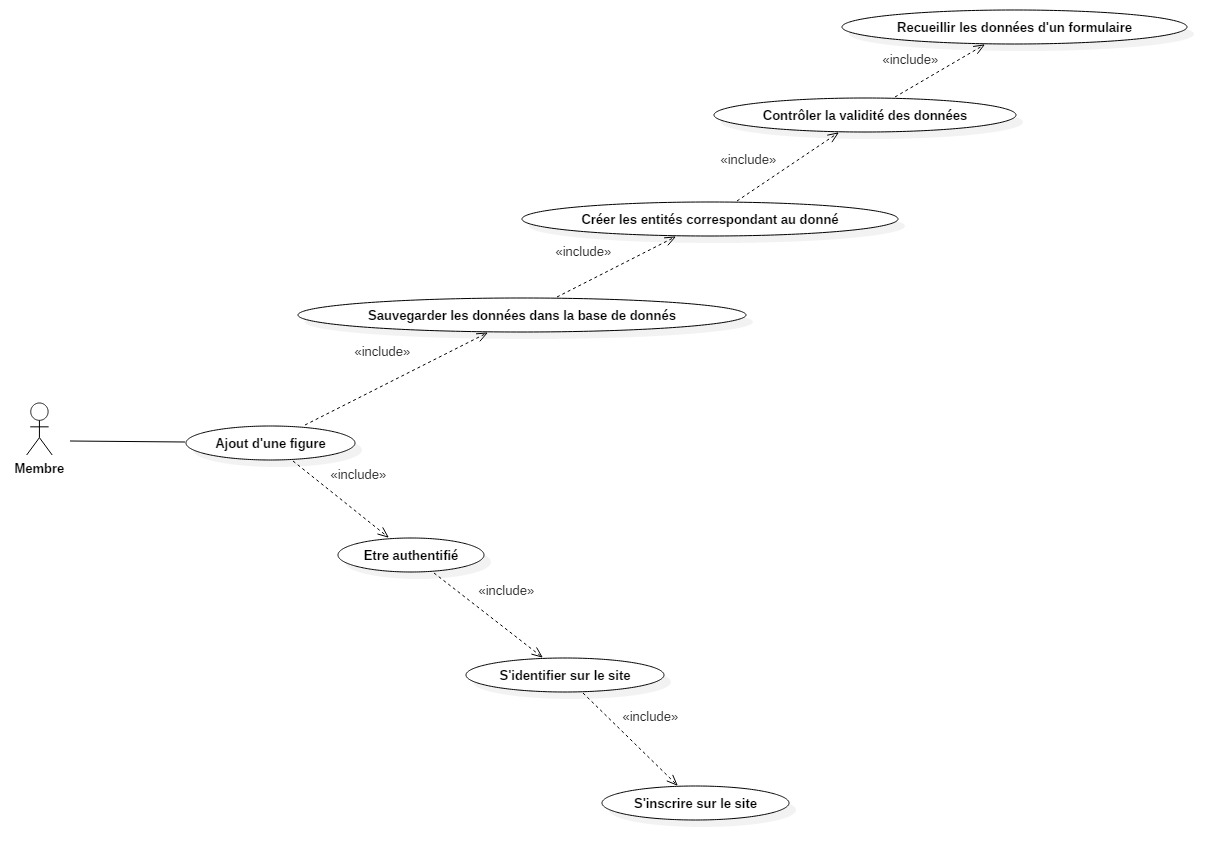 Recueillir les données d'un formulaire
«include»
Contrôler la validité des données
«include»
Créer les entités correspondant au donné
«include»
Sauvegarder les données dans la base de donnés
«include»
Ajout d'une figure
Membre
«include»
Etre authentifié
«include»
S'identifier sur le site
«include»
S'inscrire sur le site